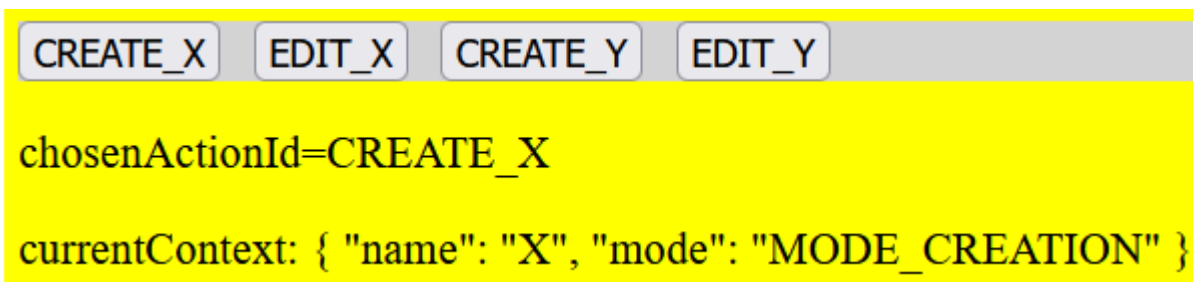 CREATE_X EDIT_X CREATE_Y EDIT_Y
chosenActionId=CREATE_X
currentContext: { "name": "X", "mode": "MODE_CREATION" }